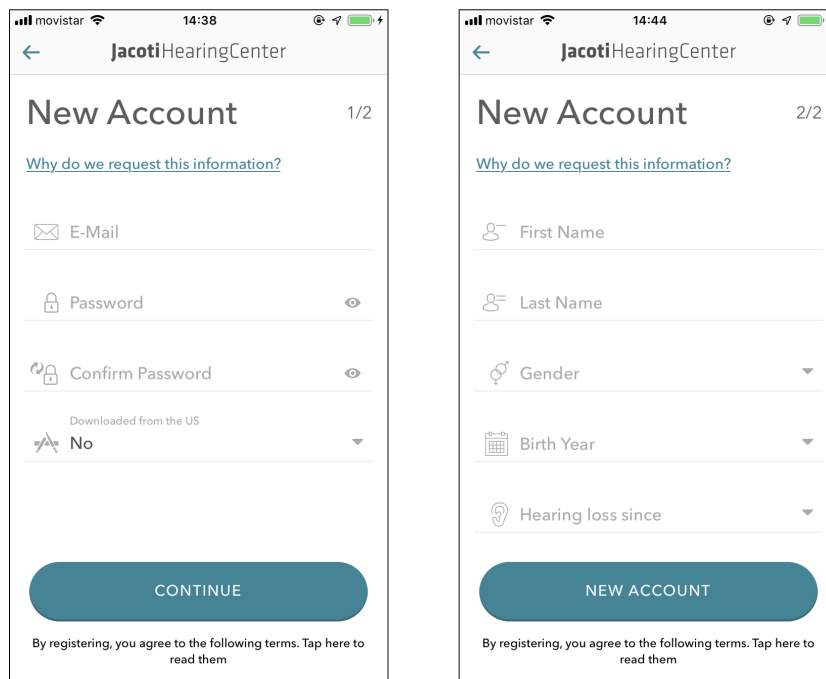 movistar 14:38
JacotiHearingCenter
New Account 1/2
Why do we request this information?
E-Mail
Password
Confirm Password
Downloaded from the US
No
CONTINUE
By registering, you agree to the following terms. Tap here to
read them
movistar 14:44
JacotiHearingCenter
New Account 2/2
Why do we request this information?
First Name
Last Name
Gender
Birth Year
Hearing loss since
NEW ACCOUNT
By registering, you agree to the following terms. Tap here to
read them